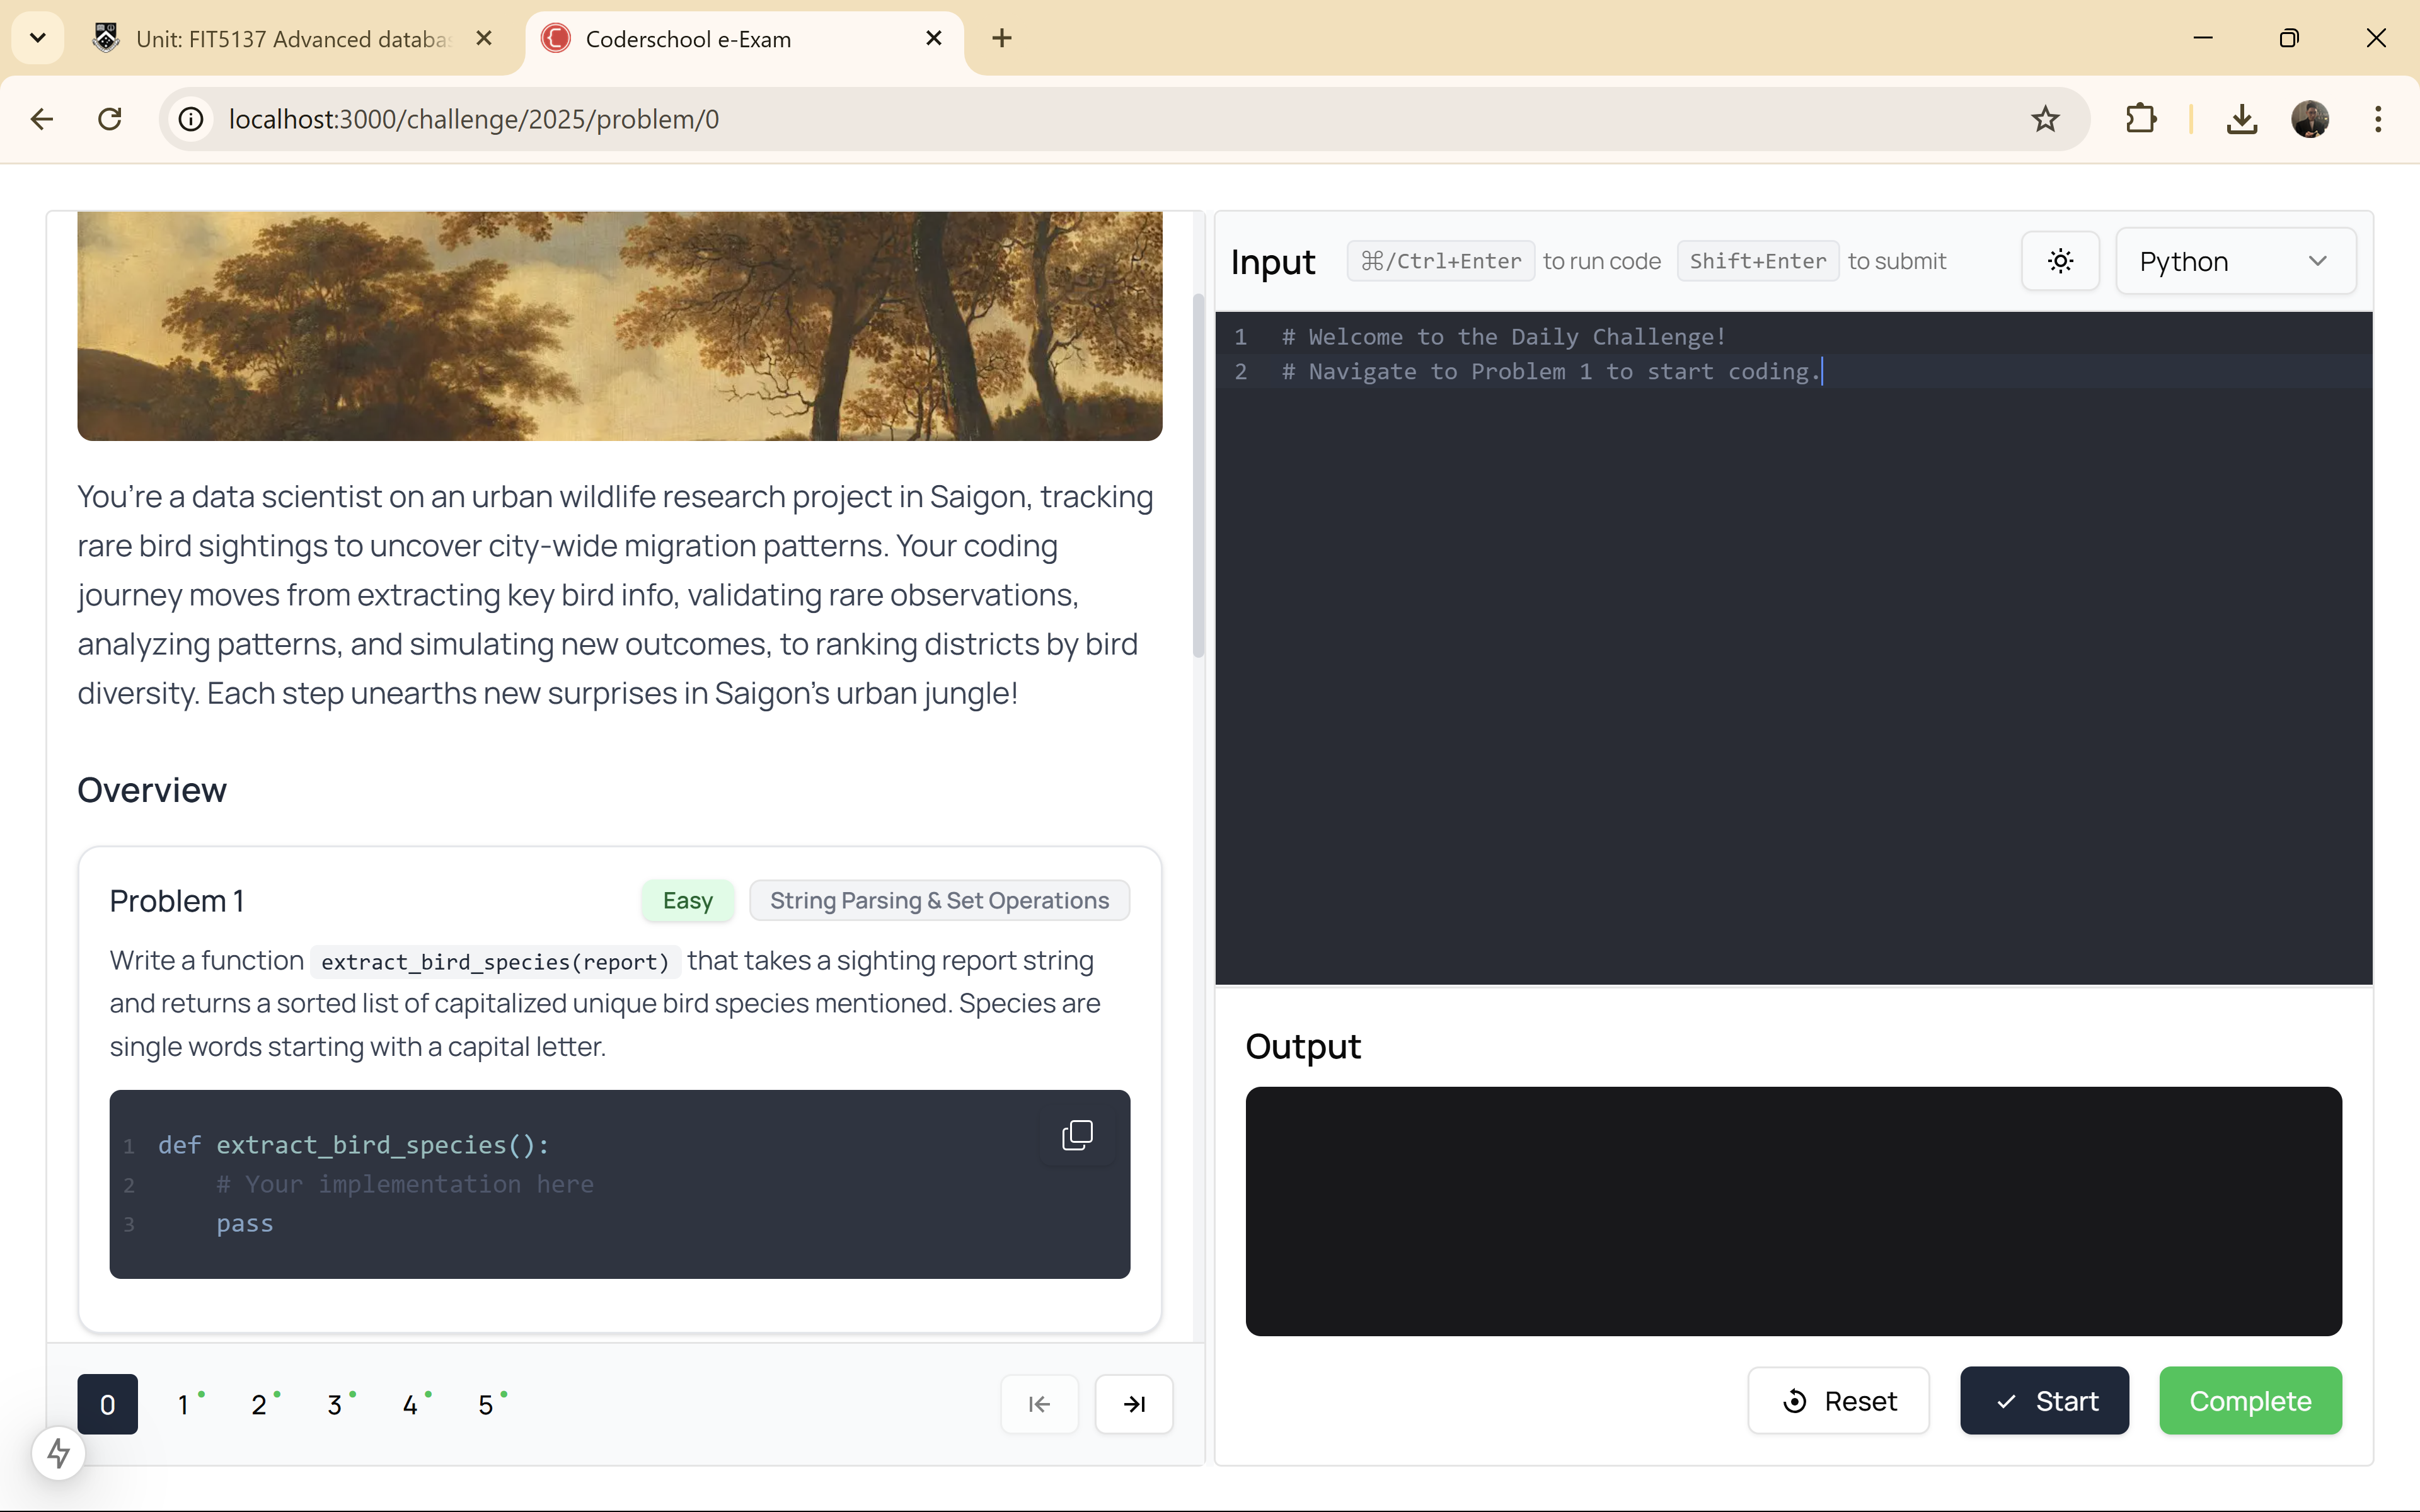 Unit: FIT5137 Advanced databas
Coderschool e-Exam
localhost:3000/challenge/2025/problem/0
You're a data scientist on an urban wildlife research project in Saigon, tracking
rare bird sightings to uncover city-wide migration patterns. Your coding
journey moves from extracting key bird info, validating rare observations,
analyzing patterns, and simulating new outcomes, to ranking districts by bird
diversity. Each step unearths new surprises in Saigon's urban jungle!
Overview
Problem 1 Easy String Parsing & Set Operations
Write a function extract_bird_species(report) that takes a sighting report string
and returns a sorted list of capitalized unique bird species mentioned. Species are
single words starting with a capital letter.
1 def extract_bird_species():
2 # Your implementation here
3 pass
0 1 2 3 4 5
Input ⌘/Ctrl+Enter to run code Shift+Enter to submit Python
1 # Welcome to the Daily Challenge!
2 # Navigate to Problem 1 to start coding.
Output
Reset Start Complete